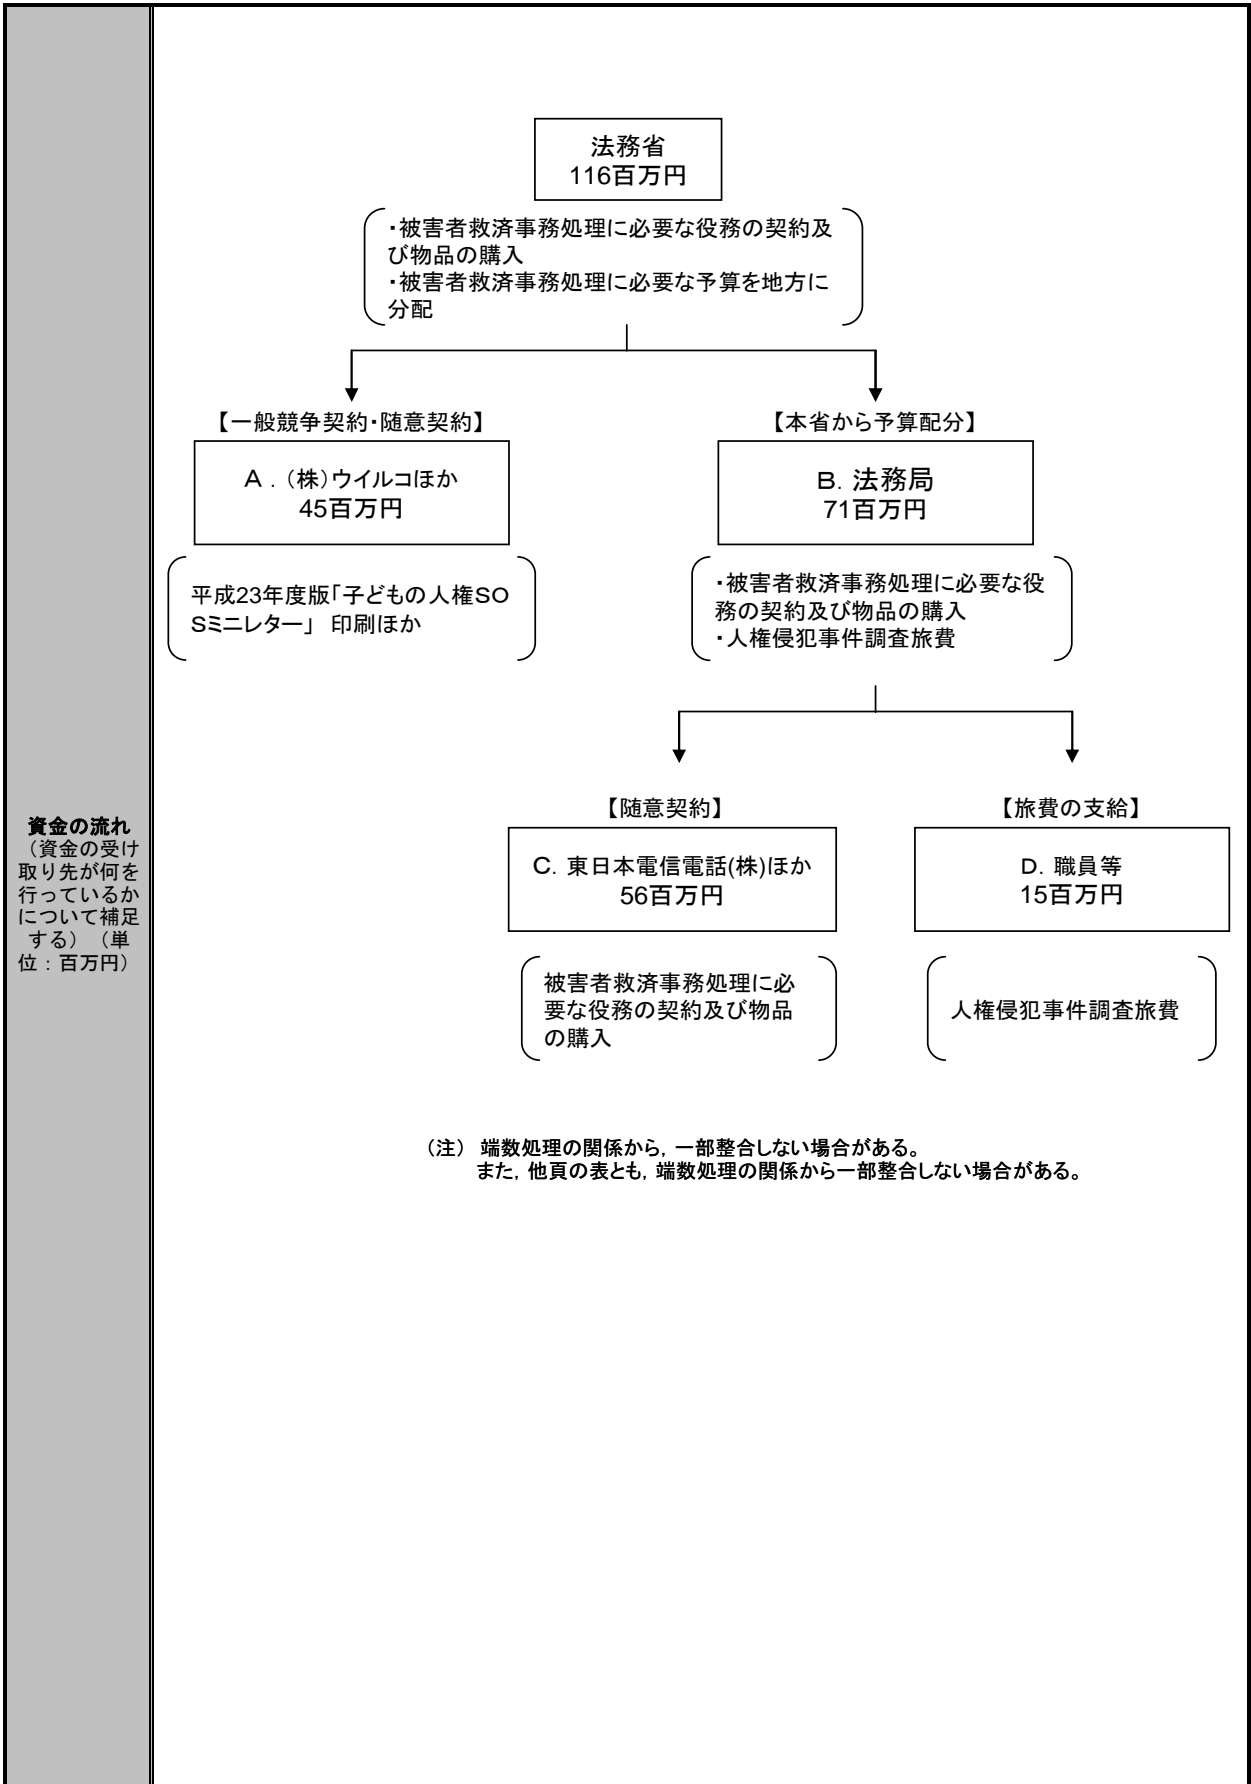 法務省
116百万円
・被害者救済事務処理に必要な役務の契約及
び物品の購入
・被害者救済事務処理に必要な予算を地方に
分配
【一般競争契約・随意契約】
A．（株）ウイルコほか
45百万円
平成23年度版「子どもの人権SO
Sミニレター」 印刷ほか
【本省から予算配分】
B. 法務局
71百万円
・被害者救済事務処理に必要な役
務の契約及び物品の購入
・人権侵犯事件調査旅費
【随意契約】
C. 東日本電信電話(株)ほか
56百万円
被害者救済事務処理に必
要な役務の契約及び物品
の購入
【旅費の支給】
D. 職員等
15百万円
人権侵犯事件調査旅費
資金の流れ
（資金の受け
取り先が何を
行っているか
について補足
する）（単
位：百万円）
（注） 端数処理の関係から，一部整合しない場合がある。
また，他頁の表とも，端数処理の関係から一部整合しない場合がある。